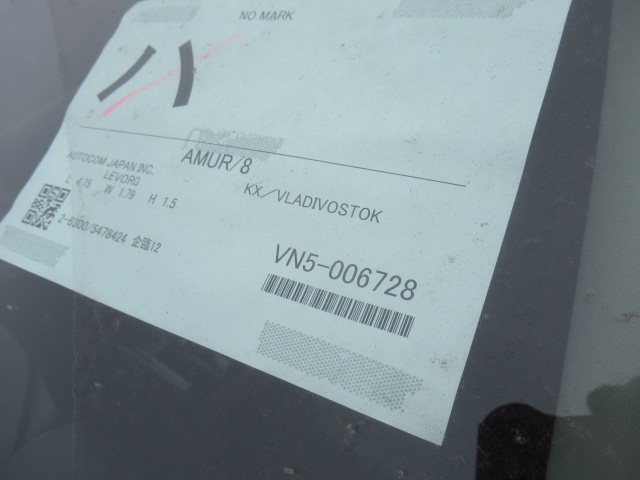 NO MARK
ハ
AMUR/8
AUTOCOM JAPAN INC.
LEVORG
KX/VLADIVOSTOK
L 4.75 W 1.79 H 1.5
2-6300/5478424 企臨12
VN5-006728